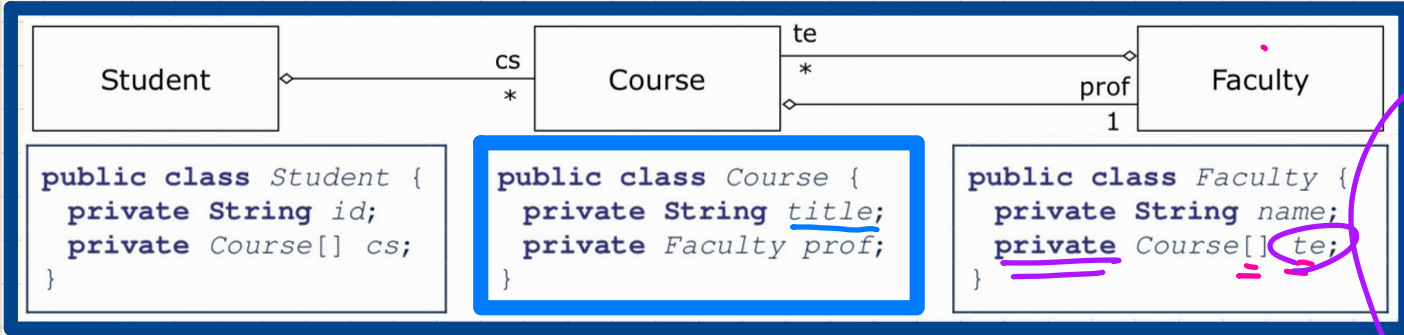 Student
cs
*
Course
te
*
prof
1
Faculty
public class Student {
private String id;
private Course[] cs;
}
public class Course {
private String title;
private Faculty prof;
}
public class Faculty {
private String name;
private Course[] te;
}